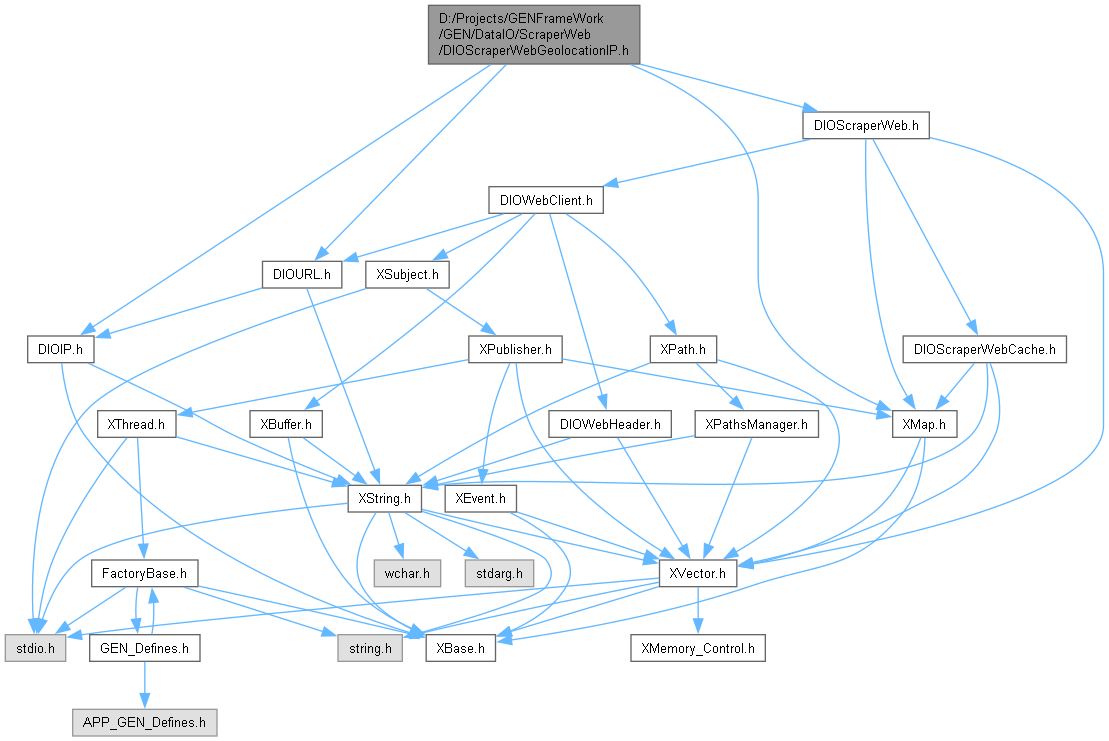 D:/Projects/GENFrameWork
/GEN/DataIO/ScraperWeb
/DIOScraperWebGeolocationIP.h
DIOScraperWeb.h
DIOWebClient.h
DIOURL.h
XSubject.h
DIOIP.h
XPublisher.h
XPath.h
DIOScraperWebCache.h
XThread.h
XBuffer.h
DIOWebHeader.h
XPathsManager.h
XMap.h
XString.h
XEvent.h
FactoryBase.h
wchar.h
stdarg.h
XVector.h
stdio.h
GEN_Defines.h
string.h
XBase.h
XMemory_Control.h
APP_GEN_Defines.h